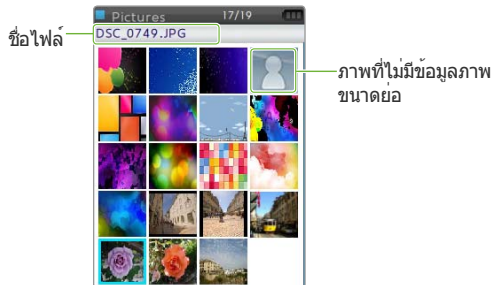 Pictures 17/19
DSC_0749.JPG
ชื่อไฟล์
ภาพที่ไม่มีข้อมูลภาพ
ขนาดย่อ